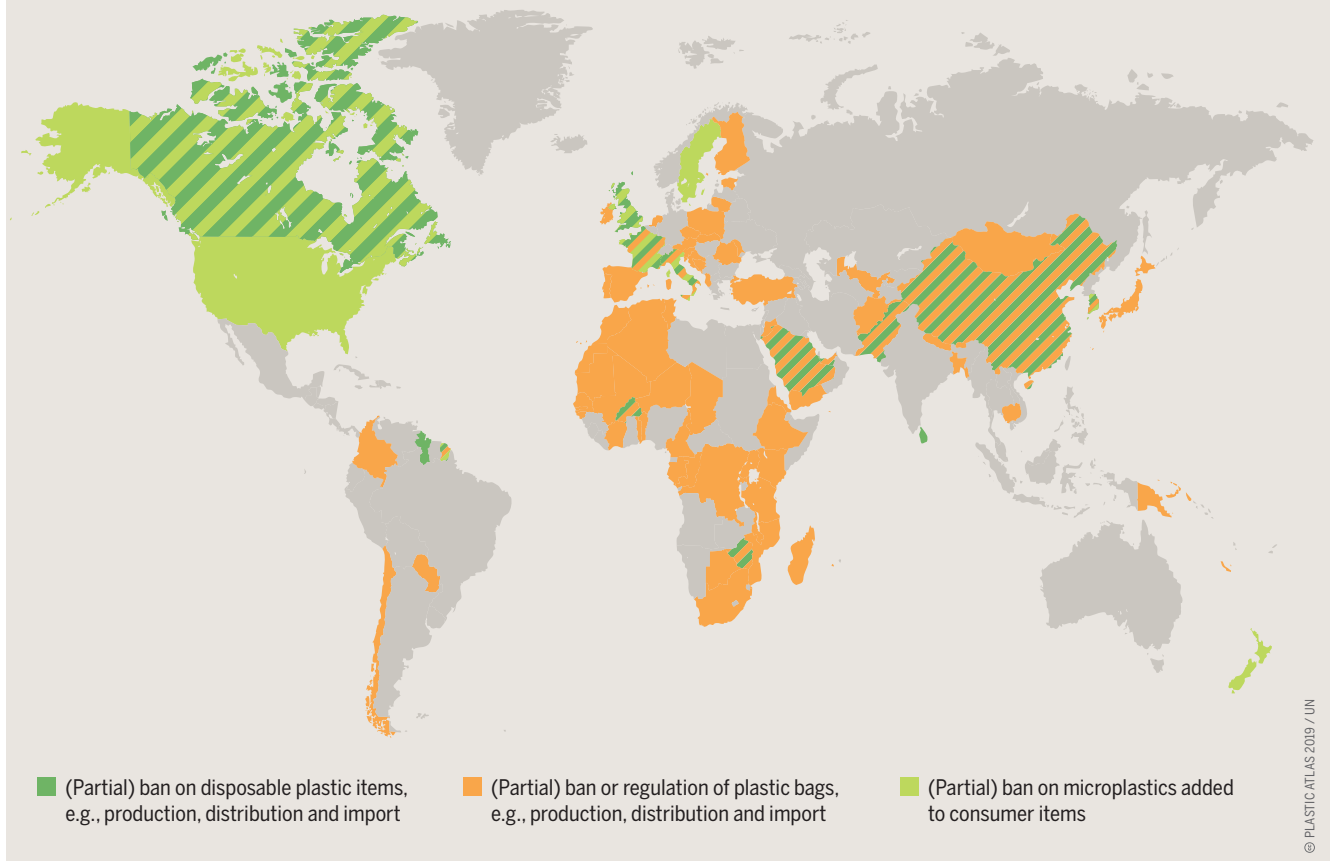 (Partial) ban on disposable plastic items,
e.g., production, distribution and import
(Partial) ban or regulation of plastic bags,
e.g., production, distribution and import
(Partial) ban on microplastics added
to consumer items
PLASTIC ATLAS 2019 / UN